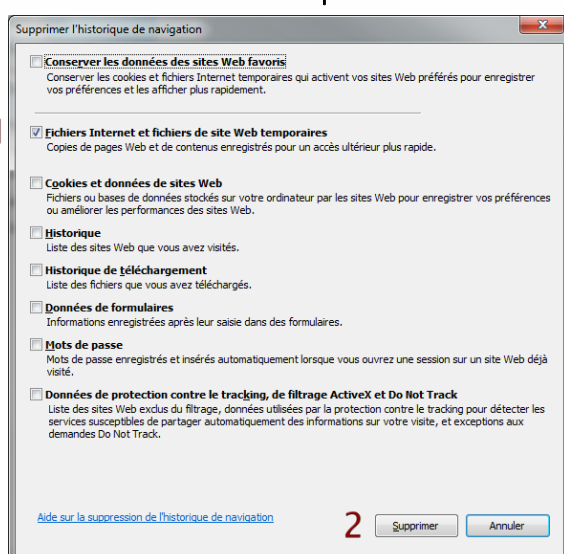 Supprimer l'historique de navigation
Conserver les données des sites Web favoris
Conserver les cookies et fichiers Internet temporaires qui activent vos sites Web préférés pour enregistrer
vos préférences et les afficher plus rapidement.
Fichiers Internet et fichiers de site Web temporaires
Copies de pages Web et de contenus enregistrés pour un accès ultérieur plus rapide.
Cookies et données de sites Web
Fichiers ou bases de données stockés sur votre ordinateur par les sites Web pour enregistrer vos préférences
ou améliorer les performances des sites Web.
Historique
Liste des sites Web que vous avez visités.
Historique de téléchargement
Liste des fichiers que vous avez téléchargés.
Données de formulaires
Informations enregistrées après leur saisie dans des formulaires.
Mots de passe
Mots de passe enregistrés et insérés automatiquement lorsque vous ouvrez une session sur un site Web déjà
visité.
Données de protection contre le tracking, de filtrage ActiveX et Do Not Track
Liste des sites Web exclus du filtrage, données utilisées par la protection contre le tracking pour détecter les
services susceptibles de partager automatiquement des informations sur votre visite, et exceptions aux
demandes Do Not Track.
Aide sur la suppression de l'historique de navigation
2 Supprimer Annuler